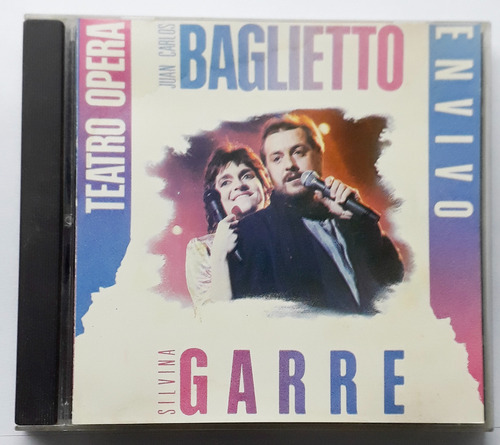 TEATRO OPERA
JUAN CARLOS
BAGLIETTO
EN VIVO
SILVINA
GARRE